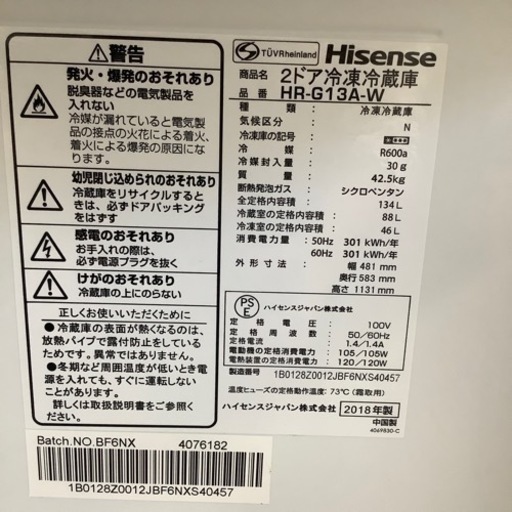 ⚠警告
発火・爆発のおそれあり
脱臭器などの電気製品を
入れない
冷媒が漏れていると電気製
品の接点の火花による着火、
着火による爆発の原因に
幼児閉じ込められのおそれあり
冷蔵庫をリサイクルすると
きは、必ずドアパッキング
をはずす
感電のおそれあり
お手入れの際は、
必ず電源プラグを抜く
けがのおそれあり
冷蔵庫の上にのらない
正しくお使いいただくために
●冷蔵庫の表面が熱くなるのは、
放熱パイプで露付防止をしている
ためです。異常ではありません。
●冬期など周囲温度が低いとき電
源を入れても、すぐに運転しない
ことがあります。
詳しくは取扱説明書をご覧ください。
Batch.NO.BF6NX 4076182
1B0128Z0012JBF6NXS40457
TÜVRheinland
Hisense
商品 2ドア冷凍冷蔵庫
品番 HR-G13A-W
種類: 冷凍冷蔵庫
気候区分: N
冷凍庫の記号:
冷媒: R600a
冷媒封入量: 30 g
質量: 42.5kg
断熱発泡ガス: シクロペンタン
全定格内容積: 134L
冷蔵室の定格内容積: 88L
冷凍室の定格内容積: 46L
消費電力量: 50Hz 301 kWh/年
60Hz 301 kWh/年
外形寸法: 幅 481 mm
奥行 583 mm
高さ 1131 mm
PSE
ハイセンスジャパン株式会社
定格電圧: 100V
定格周波数: 50/60Hz
定格電流: 1.4/1.4A
電動機の定格消費電力: 105/105W
電熱装置の定格消費電力: 120/120W
製造番号: 1B0128Z0012JBF6NXS40457
温度ヒューズの定格動作温度: 73℃(霜取用)
ハイセンスジャパン株式会社
2018年製
中国製
4069830-C